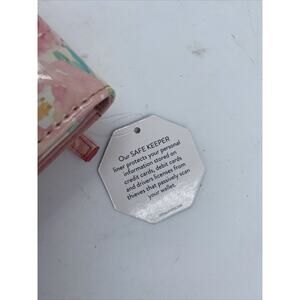 Our SAFE KEEPER
liner protects your personal
information stored on
credit cards, debit cards
and drivers licenses from
thieves that passively scan
your wallet.